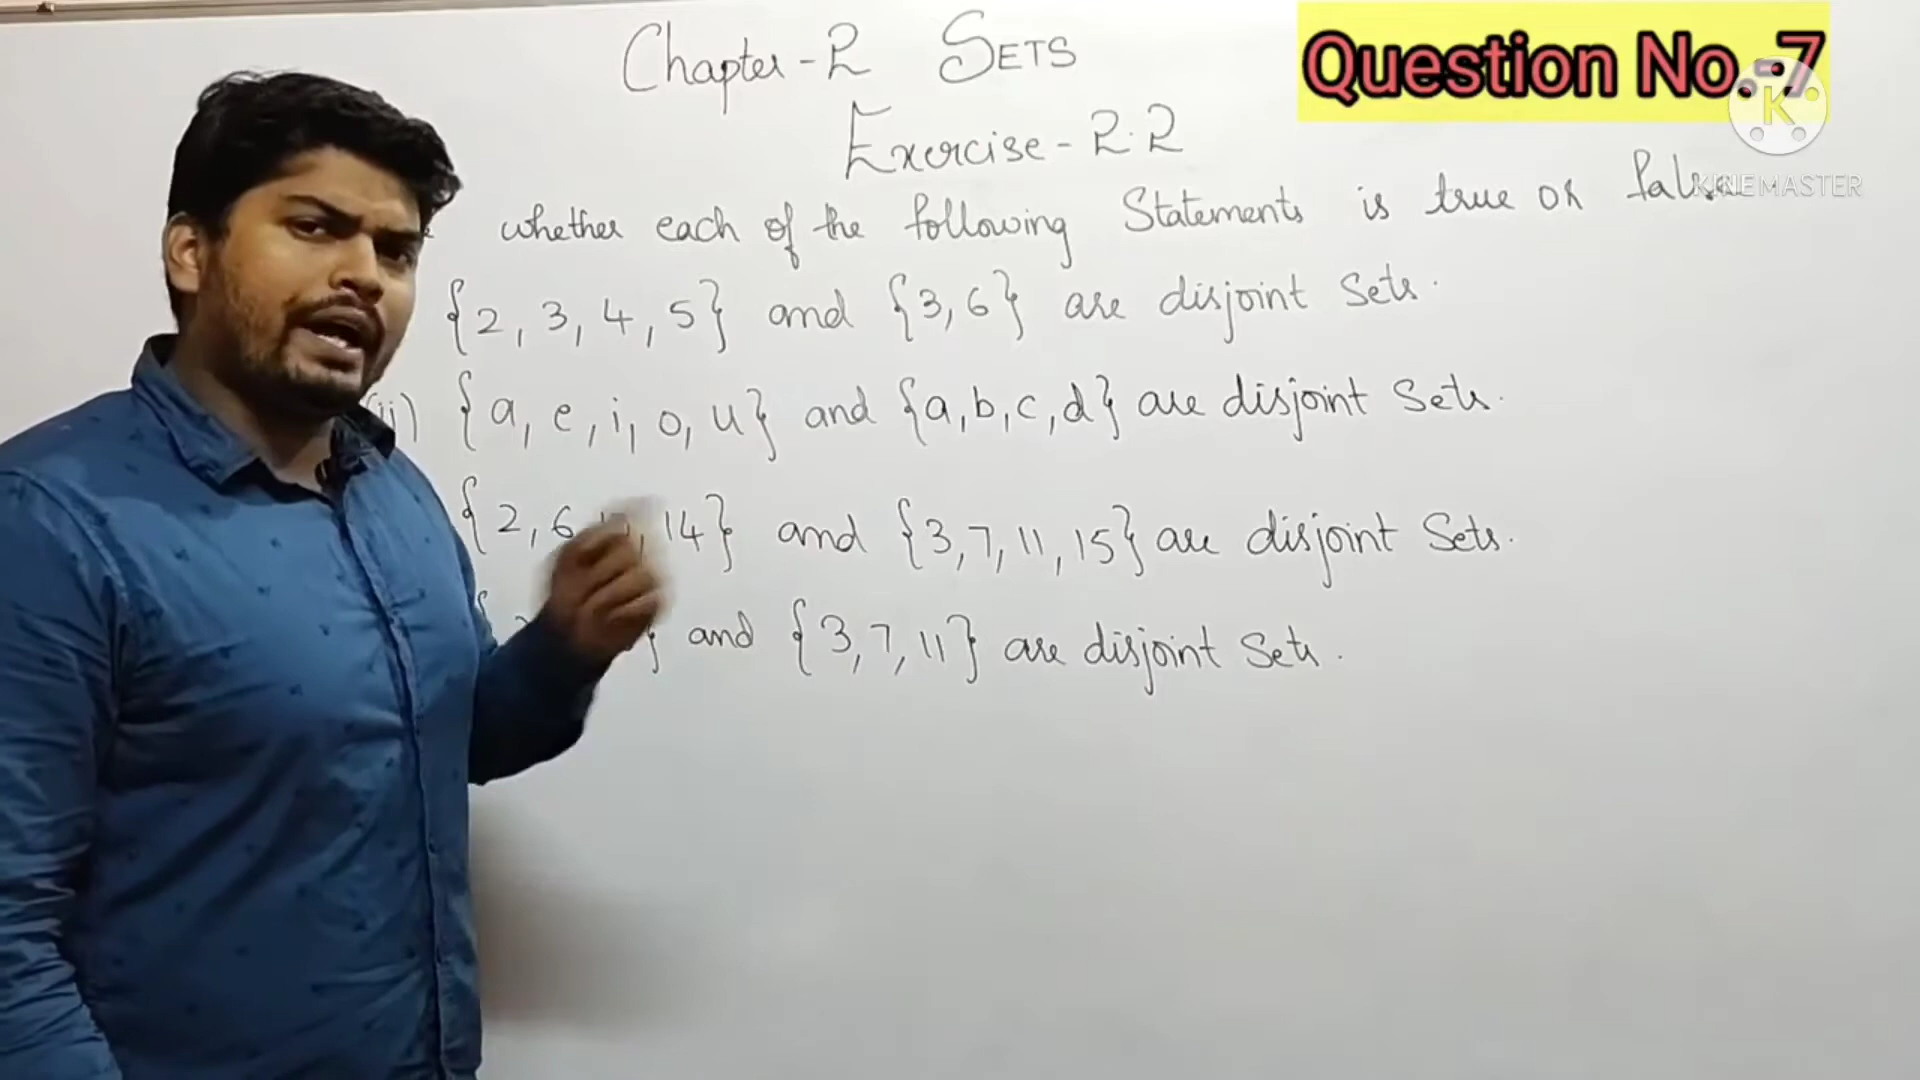 Chapter-2 SETS
Question No.-7
K
KINEMASTER
Exercise-2.2
whether each of the following Statements is true or false
{2, 3, 4, 5} and {3, 6} are disjoint Sets.
(ii) {a, e, i, o, u} and {a, b, c, d} are disjoint Sets.
{2, 6, , 14} and {3, 7, 11, 15} are disjoint Sets.
{ } and {3, 7, 11} are disjoint Sets.